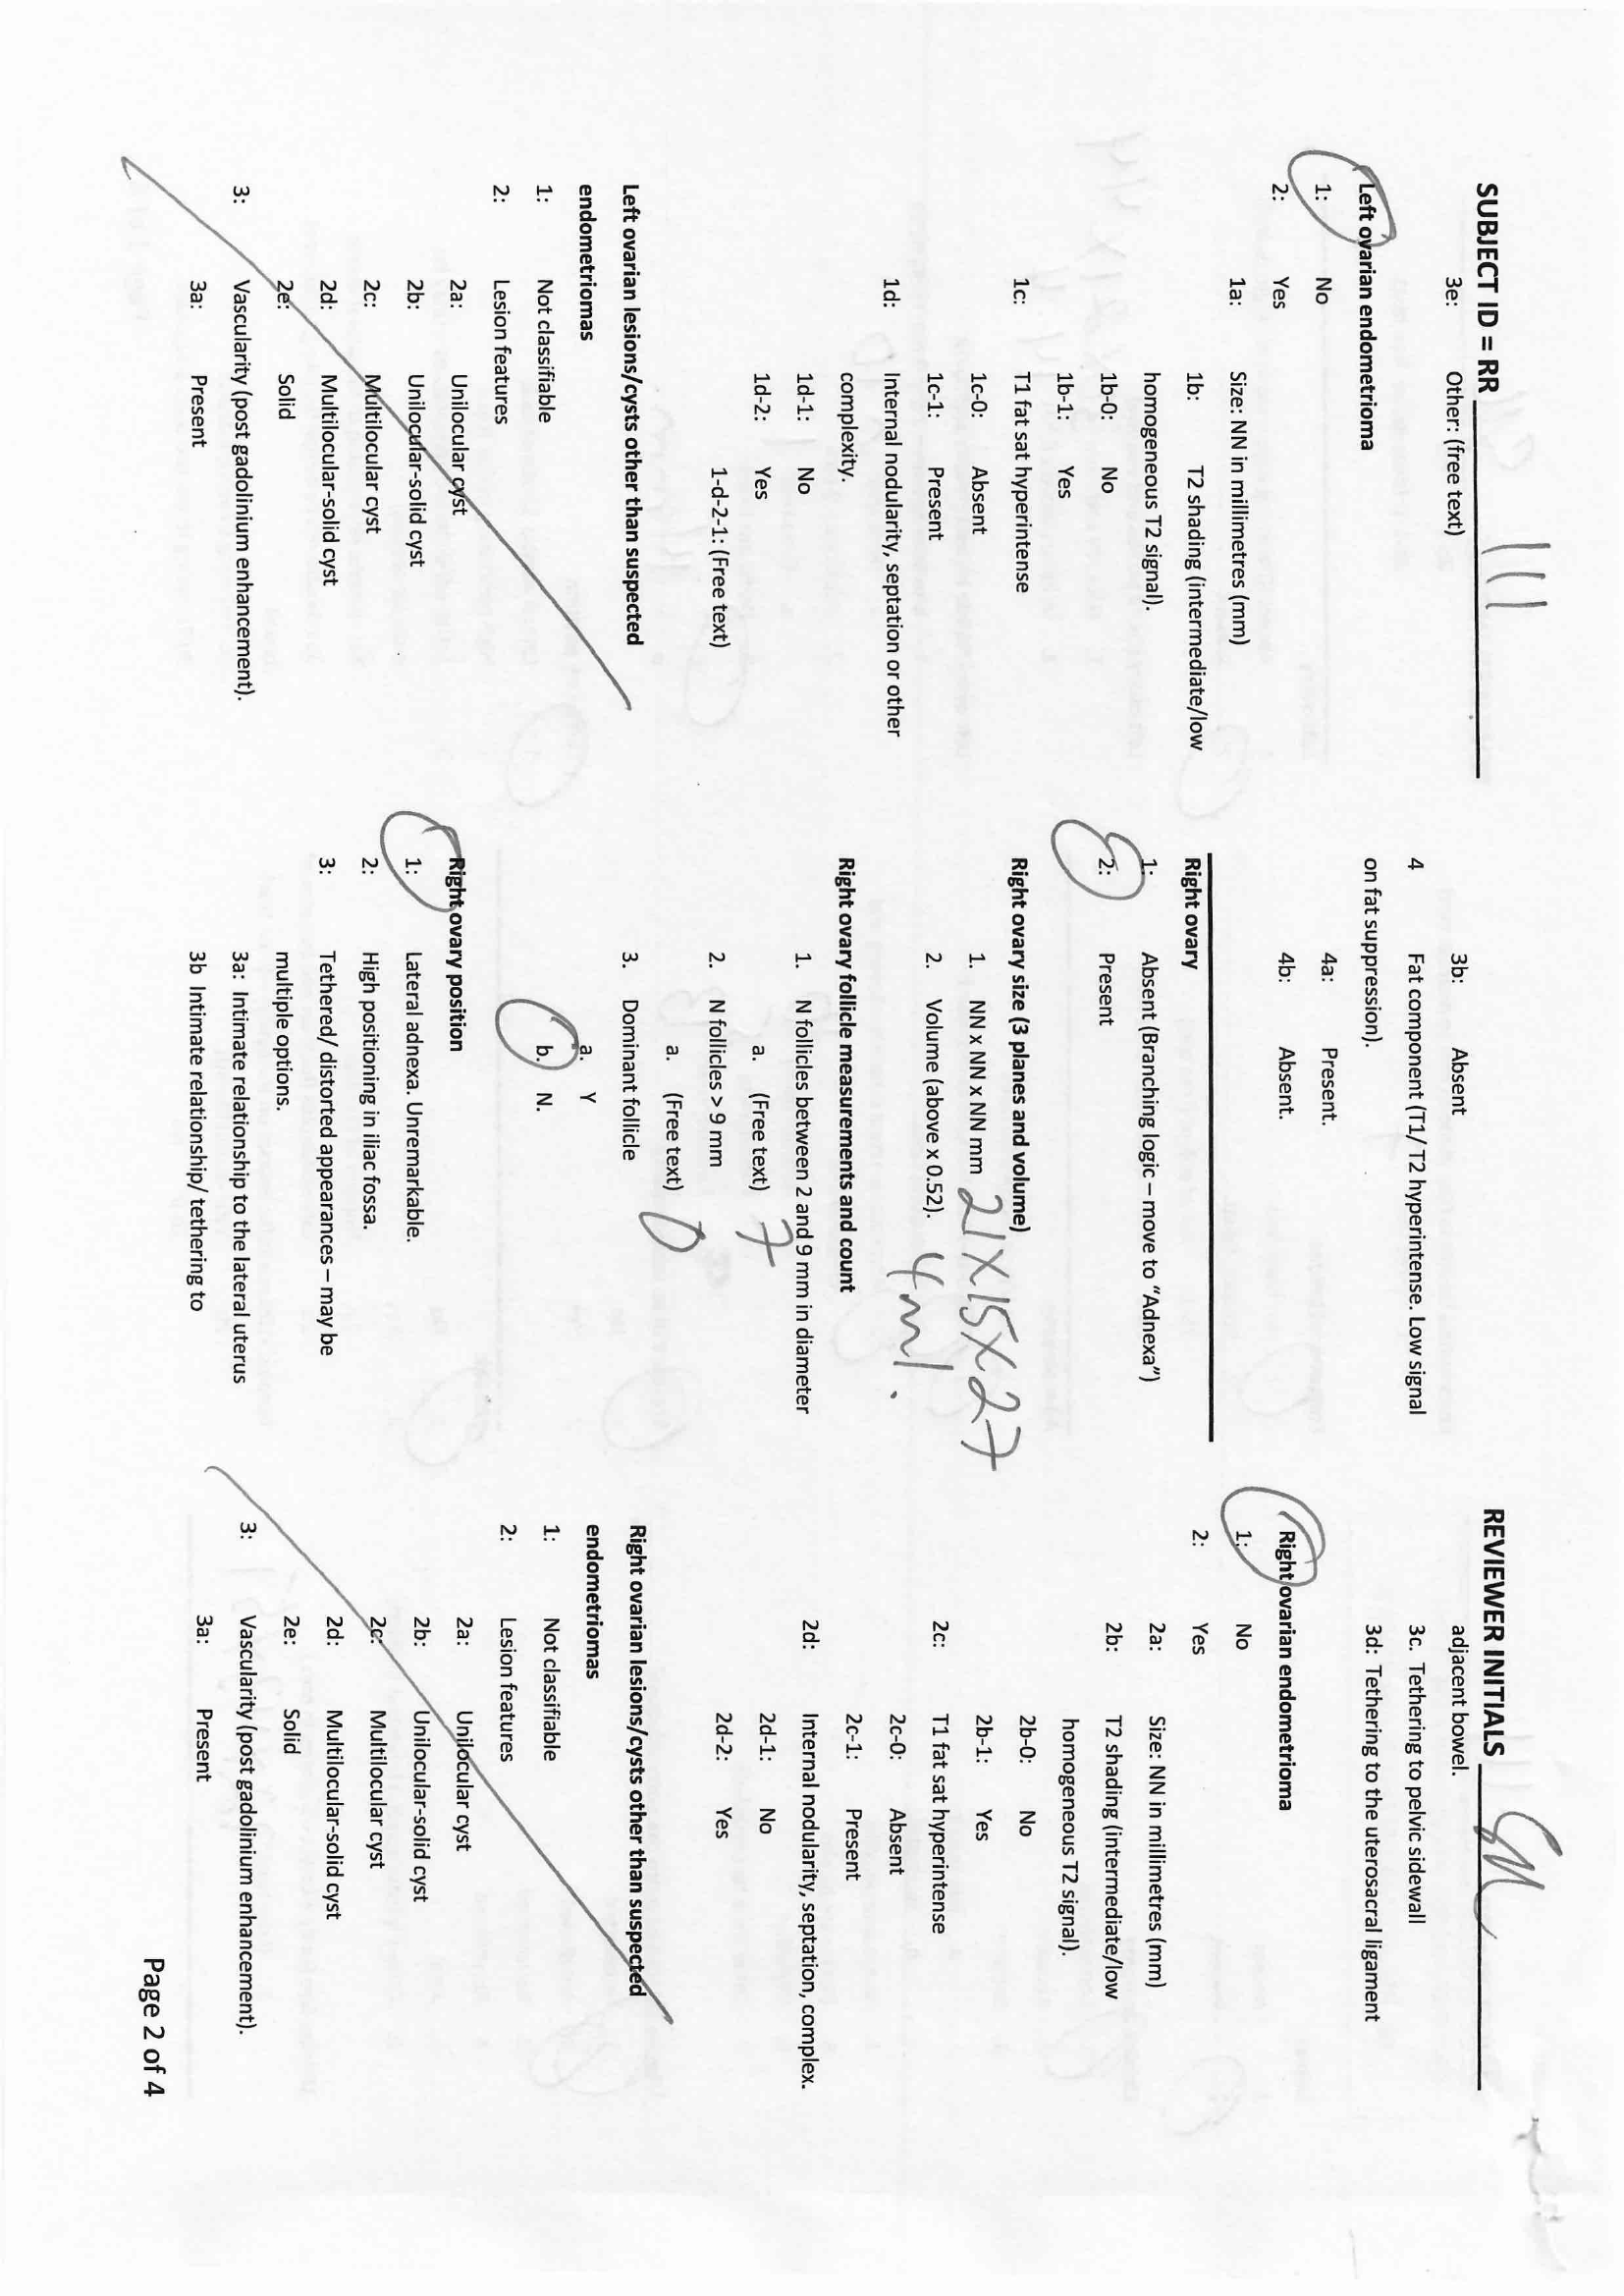 SUBJECT ID = RR 111
REVIEWER INITIALS
3e: Other: (free text)
Left ovarian endometrioma
1: No
2: Yes
1a: Size: NN in millimetres (mm)
1b: T2 shading (intermediate/low
homogeneous T2 signal).
1b-0: No
1b-1: Yes
1c: T1 fat sat hyperintense
1c-0: Absent
1c-1: Present
1d: Internal nodularity, septation or other
complexity.
1d-1: No
1d-2: Yes
1-d-2-1: (Free text)
Left ovarian lesions/cysts other than suspected
endometriomas
1: Not classifiable
2: Lesion features
2a: Unilocular cyst
2b: Unilocular-solid cyst
2c: Multilocular cyst
2d: Multilocular-solid cyst
2e: Solid
3: Vascularity (post gadolinium enhancement).
3a: Present
3b: Absent
4 Fat component (T1/ T2 hyperintense. Low signal
on fat suppression).
4a: Present.
4b: Absent.
Right ovary
1: Absent (Branching logic – move to "Adnexa")
2: Present
Right ovary size (3 planes and volume)
1. NN x NN x NN mm 21x15x27
2. Volume (above x 0.52). 4ml.
Right ovary follicle measurements and count
1. N follicles between 2 and 9 mm in diameter
a. (Free text) 7
2. N follicles > 9 mm
a. (Free text) 0
3. Dominant follicle
a. Y
b. N.
Right ovary position
1: Lateral adnexa. Unremarkable.
2: High positioning in iliac fossa.
3: Tethered/ distorted appearances – may be
multiple options.
3a: Intimate relationship to the lateral uterus
3b Intimate relationship/ tethering to
adjacent bowel.
3c. Tethering to pelvic sidewall
3d: Tethering to the uterosacral ligament
Right ovarian endometrioma
1: No
2: Yes
2a: Size: NN in millimetres (mm)
2b: T2 shading (intermediate/low
homogeneous T2 signal).
2b-0: No
2b-1: Yes
2c: T1 fat sat hyperintense
2c-0: Absent
2c-1: Present
2d: Internal nodularity, septation, complex.
2d-1: No
2d-2: Yes
Right ovarian lesions/cysts other than suspected
endometriomas
1: Not classifiable
2: Lesion features
2a: Unilocular cyst
2b: Unilocular-solid cyst
2c: Multilocular cyst
2d: Multilocular-solid cyst
2e: Solid
3: Vascularity (post gadolinium enhancement).
3a: Present
Page 2 of 4